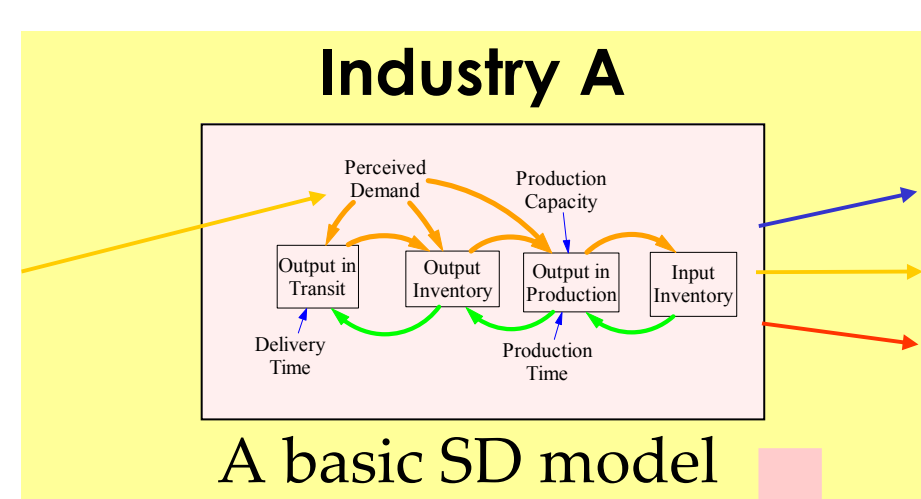 Industry A
Perceived
Demand
Production
Capacity
Output in
Transit
Output
Inventory
Output in
Production
Input
Inventory
Delivery
Time
Production
Time
A basic SD model